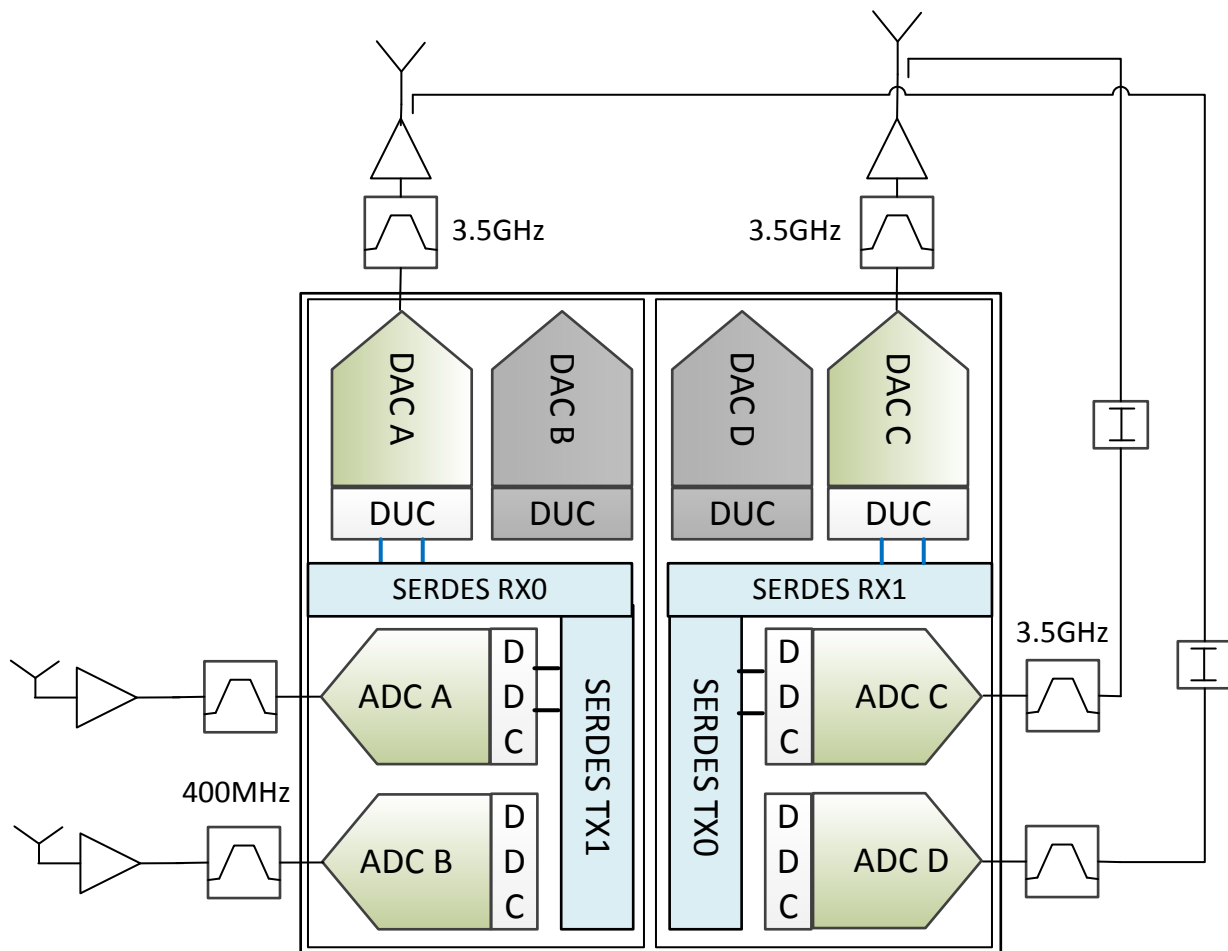 3.5GHz
3.5GHz
DAC A
DAC B
DAC D
DAC C
DUC
DUC
DUC
DUC
SERDES RX0
SERDES RX1
ADC A
D
D
C
SERDES TX1
SERDES TX0
D
D
C
ADC C
3.5GHz
400MHz
ADC B
D
D
C
D
D
C
ADC D